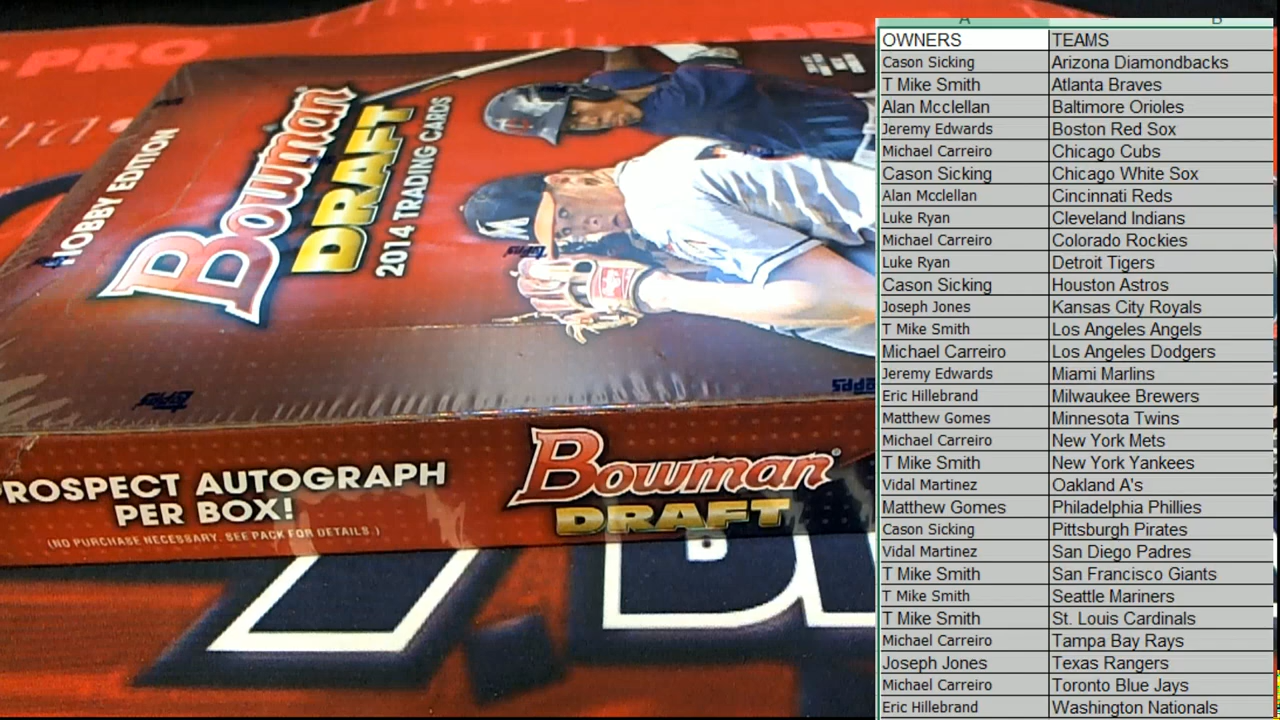 PRO
HOBBY EDITION
Bowman
DRAFT
2014 TRADING CARDS
Topps
Topps
PROSPECT AUTOGRAPH
PER BOX!
(NO PURCHASE NECESSARY. SEE PACK FOR DETAILS.)
Bowman
DRAFT
A B
OWNERS TEAMS
Cason Sicking Arizona Diamondbacks
T Mike Smith Atlanta Braves
Alan Mcclellan Baltimore Orioles
Jeremy Edwards Boston Red Sox
Michael Carreiro Chicago Cubs
Cason Sicking Chicago White Sox
Alan Mcclellan Cincinnati Reds
Luke Ryan Cleveland Indians
Michael Carreiro Colorado Rockies
Luke Ryan Detroit Tigers
Cason Sicking Houston Astros
Joseph Jones Kansas City Royals
T Mike Smith Los Angeles Angels
Michael Carreiro Los Angeles Dodgers
Jeremy Edwards Miami Marlins
Eric Hillebrand Milwaukee Brewers
Matthew Gomes Minnesota Twins
Michael Carreiro New York Mets
T Mike Smith New York Yankees
Vidal Martinez Oakland A's
Matthew Gomes Philadelphia Phillies
Cason Sicking Pittsburgh Pirates
Vidal Martinez San Diego Padres
T Mike Smith San Francisco Giants
T Mike Smith Seattle Mariners
T Mike Smith St. Louis Cardinals
Michael Carreiro Tampa Bay Rays
Joseph Jones Texas Rangers
Michael Carreiro Toronto Blue Jays
Eric Hillebrand Washington Nationals